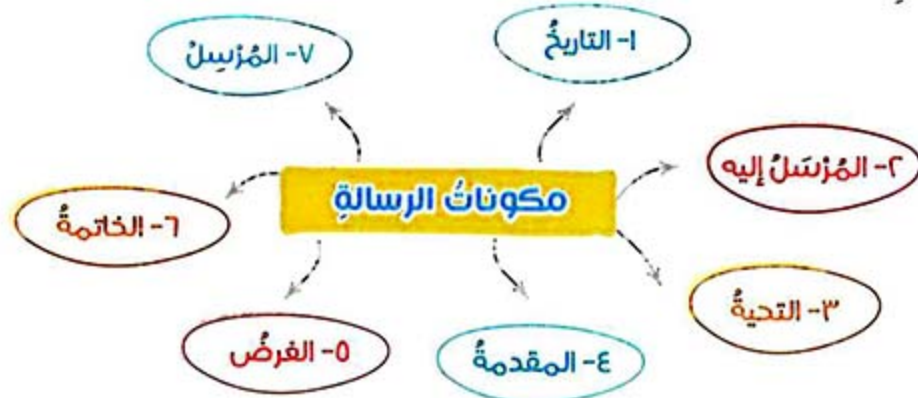 مكوناتُ الرسالةِ
١- التاريخُ
٢- المُرْسَلُ إليه
٣- التحيةُ
٤- المقدمةُ
٥- الغرضُ
٦- الخاتمةُ
٧- المُرْسِلُ